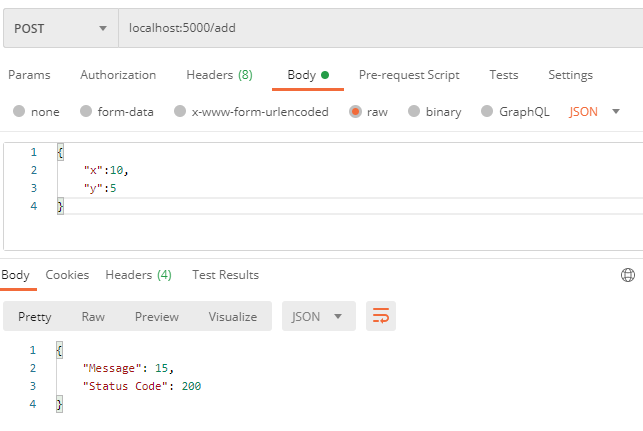 POST localhost:5000/add
Params Authorization Headers (8) Body Pre-request Script Tests Settings
none form-data x-www-form-urlencoded raw binary GraphQL JSON
1 {
2 "x":10,
3 "y":5
4 }
Body Cookies Headers (4) Test Results
Pretty Raw Preview Visualize JSON
1 {
2 "Message": 15,
3 "Status Code": 200
4 }